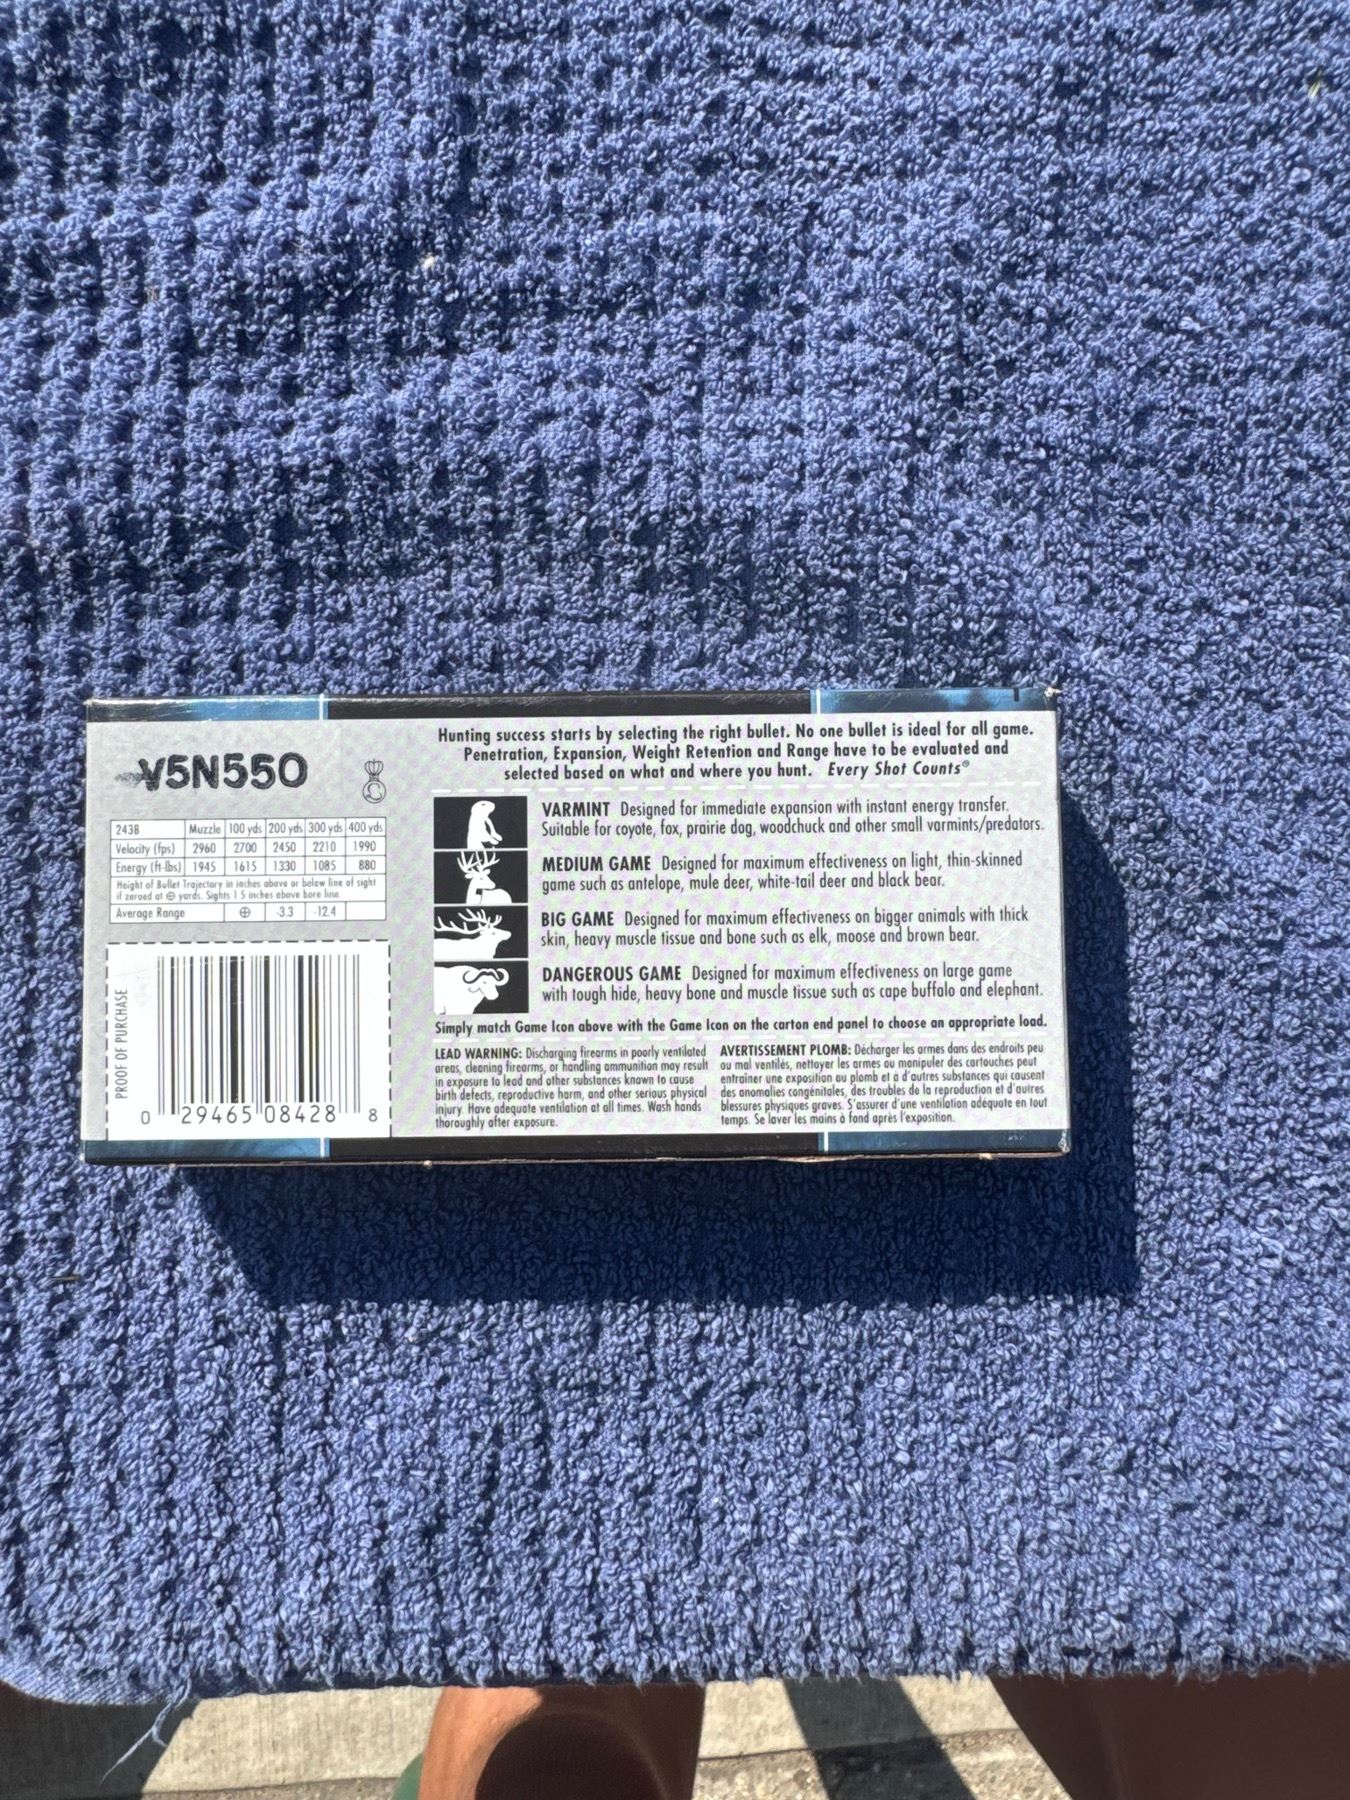 V5N550
C
243B Muzzle 100 yds 200 yds 300 yds 400 yds
Velocity (fps) 2960 2700 2450 2210 1990
Energy (ft-lbs) 1945 1615 1330 1085 880
Height of Bullet Trajectory in inches above or below line of sight
if zeroed at ⊕ yards. Sights 1.5 inches above bore line.
Average Range ⊕ -3.3 -12.4
PROOF OF PURCHASE
0 29465 08428 8
Hunting success starts by selecting the right bullet. No one bullet is ideal for all game.
Penetration, Expansion, Weight Retention and Range have to be evaluated and
selected based on what and where you hunt. Every Shot Counts®
VARMINT Designed for immediate expansion with instant energy transfer.
Suitable for coyote, fox, prairie dog, woodchuck and other small varmints/predators.
MEDIUM GAME Designed for maximum effectiveness on light, thin-skinned
game such as antelope, mule deer, white-tail deer and black bear.
BIG GAME Designed for maximum effectiveness on bigger animals with thick
skin, heavy muscle tissue and bone such as elk, moose and brown bear.
DANGEROUS GAME Designed for maximum effectiveness on large game
with tough hide, heavy bone and muscle tissue such as cape buffalo and elephant.
Simply match Game Icon above with the Game Icon on the carton end panel to choose an appropriate load.
LEAD WARNING: Discharging firearms in poorly ventilated
areas, cleaning firearms, or handling ammunition may result
in exposure to lead and other substances known to cause
birth defects, reproductive harm, and other serious physical
injury. Have adequate ventilation at all times. Wash hands
thoroughly after exposure.
AVERTISSEMENT PLOMB: Décharger les armes dans des endroits peu
ou mal ventilés, nettoyer les armes ou manipuler des cartouches peut
entraîner une exposition au plomb et à d'autres substances qui causent
des anomalies congénitales, des troubles de la reproduction et d'autres
blessures physiques graves. S'assurer d'une ventilation adéquate en tout
temps. Se laver les mains à fond après l'exposition.